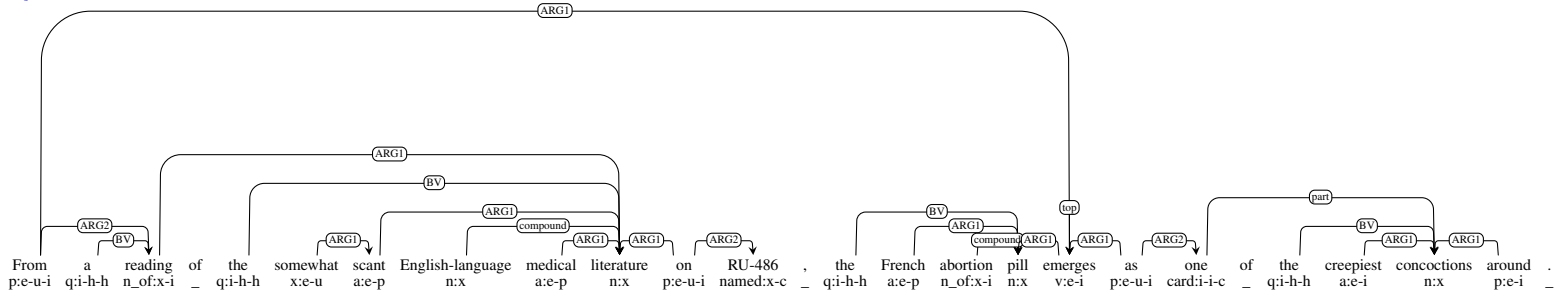 ARG1
ARG1
BV
ARG1 part
ARG2 compound BV ARG1 top BV
BV ARG1 ARG1 ARG1 ARG2 compound ARG1 ARG1 ARG2 ARG1 ARG1
From a reading of the somewhat scant English-language medical literature on RU-486 , the French abortion pill emerges as one of the creepiest concoctions around .
p:e-u-i q:i-h-h n_of:x-i _ q:i-h-h x:e-u a:e-p n:x a:e-p n:x p:e-u-i named:x-c _ q:i-h-h a:e-p n_of:x-i n:x v:e-i p:e-u-i card:i-i-c _ q:i-h-h a:e-i n:x p:e-i _